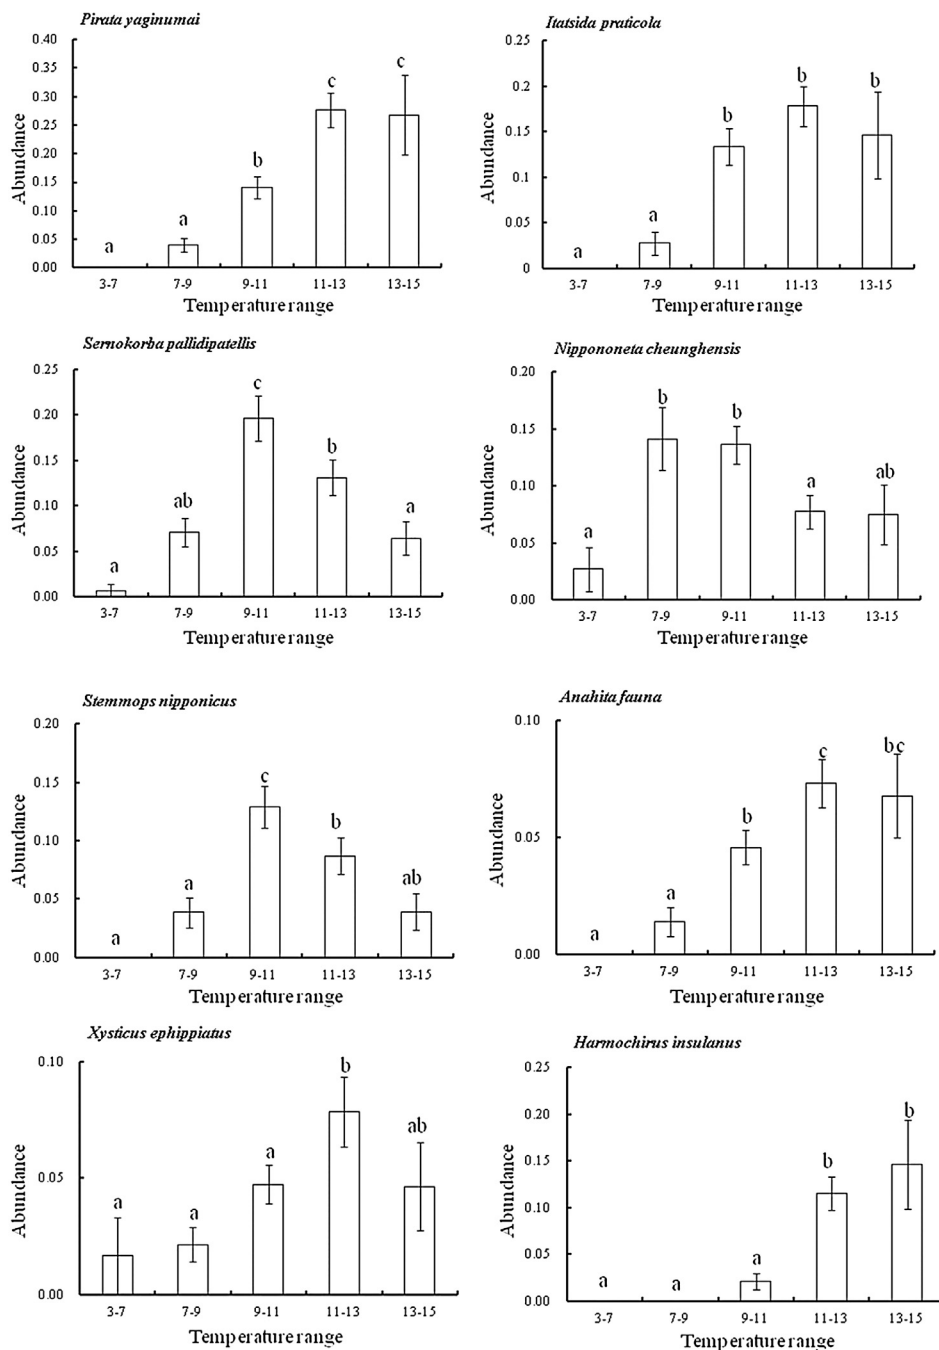 Pirata yaginumai
0.40
0.35
0.30
0.25
0.20
0.15
0.10
0.05
0.00
Abundance
a
a
b
c
c
3-7 7-9 9-11 11-13 13-15
Temperature range
Itatsida praticola
0.25
0.2
0.15
0.1
0.05
0
Abundance
a
a
b
b
b
3-7 7-9 9-11 11-13 13-15
Temperature range
Sernokorba pallidipatellis
0.25
0.20
0.15
0.10
0.05
0.00
Abundance
a
ab
c
b
a
3-7 7-9 9-11 11-13 13-15
Temperature range
Nippononeta cheunghensis
0.20
0.15
0.10
0.05
0.00
Abundance
a
b
b
a
ab
3-7 7-9 9-11 11-13 13-15
Temperature range
Stemmops nipponicus
0.20
0.15
0.10
0.05
0.00
Abundance
a
a
c
b
ab
3-7 7-9 9-11 11-13 13-15
Temperature range
Anahita fauna
0.10
0.05
0.00
Abundance
a
a
b
c
bc
3-7 7-9 9-11 11-13 13-15
Temperature range
Xysticus ephippiatus
0.10
0.05
0.00
Abundance
a
a
a
b
ab
3-7 7-9 9-11 11-13 13-15
Temperature range
Harmochirus insulanus
0.25
0.20
0.15
0.10
0.05
0.00
Abundance
a
a
a
b
b
3-7 7-9 9-11 11-13 13-15
Temperature range